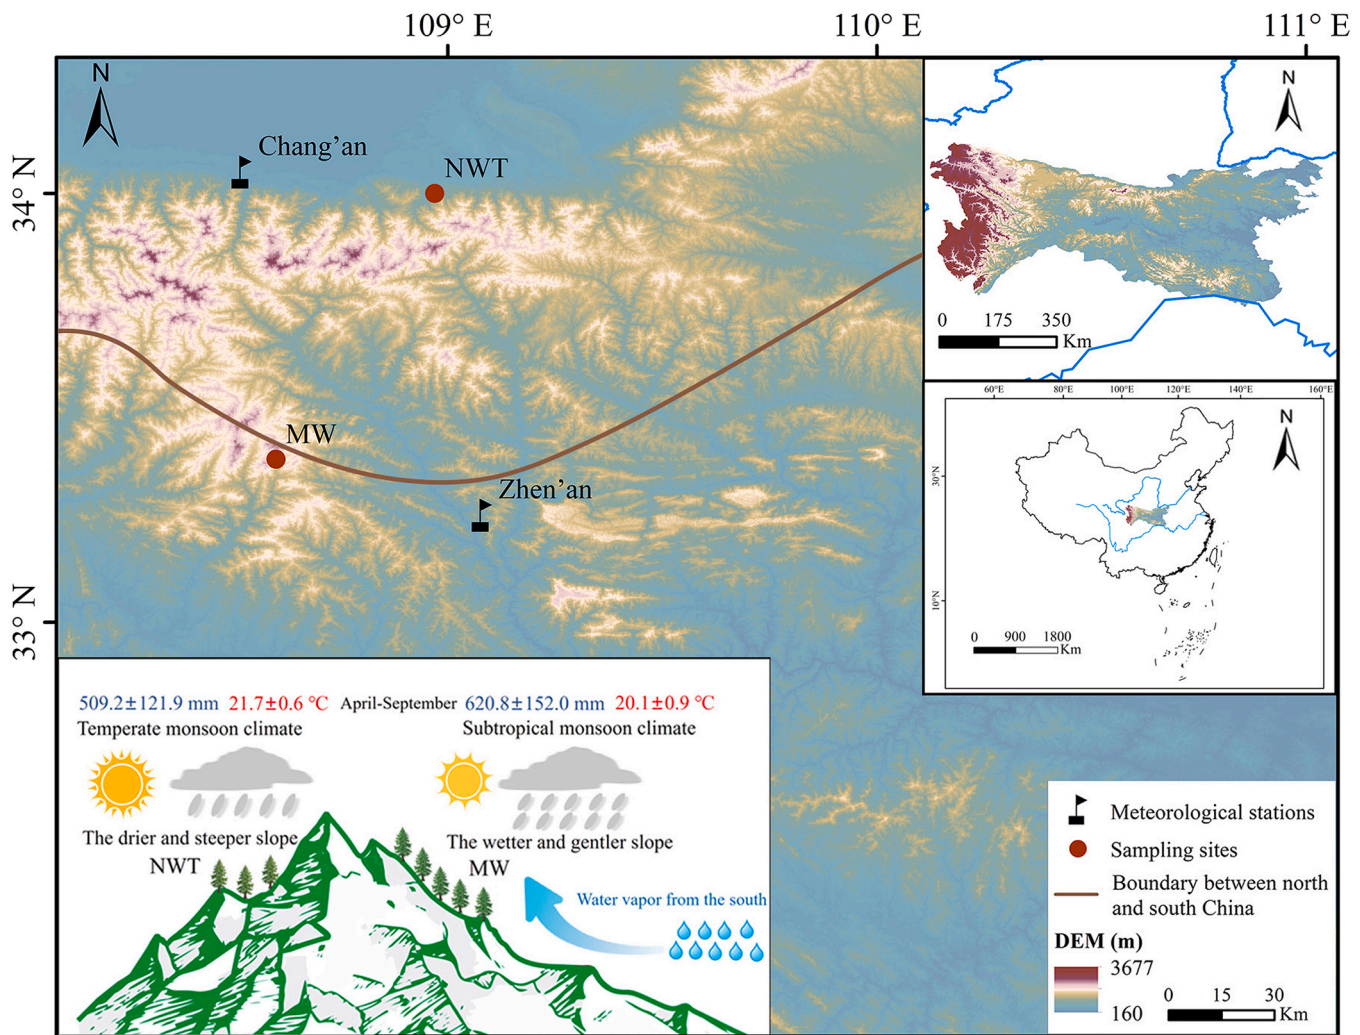 109° E
110° E
111° E
34° N
33° N
N
Chang’an
NWT
MW
Zhen’an
N
0 175 350
Km
60°E 80°E 100°E 120°E 140°E 160°E
30°N
10°N
N
0 900 1800
Km
509.2±121.9 mm 21.7±0.6 ℃ April-September 620.8±152.0 mm 20.1±0.9 ℃
Temperate monsoon climate
Subtropical monsoon climate
The drier and steeper slope
NWT
The wetter and gentler slope
MW
Water vapor from the south
Meteorological stations
Sampling sites
Boundary between north
and south China
DEM (m)
3677
160
0 15 30
Km